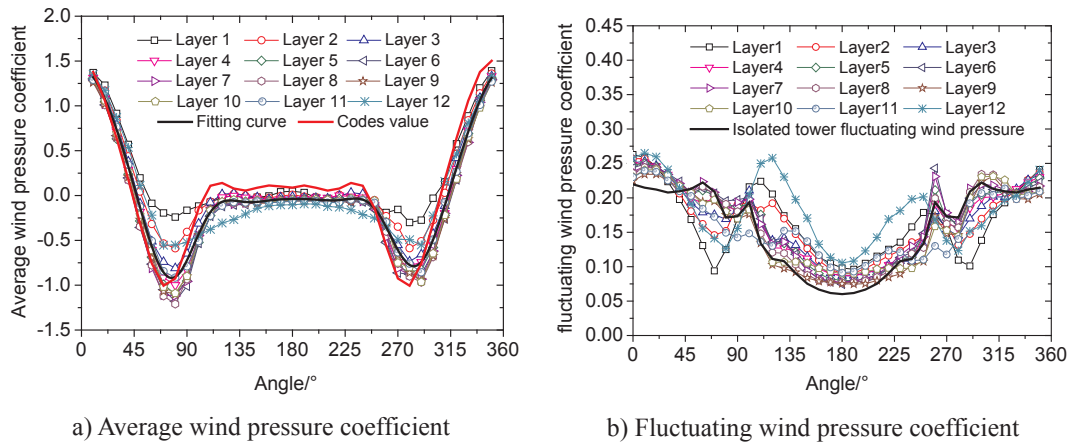 Average wind pressure coefficient
2.0
1.5
1.0
0.5
0.0
-0.5
-1.0
-1.5
Layer 1 Layer 2 Layer 3
Layer 4 Layer 5 Layer 6
Layer 7 Layer 8 Layer 9
Layer 10 Layer 11 Layer 12
Fitting curve Codes value
0 45 90 135 180 225 270 315 360
Angle/°
a) Average wind pressure coefficient
fluctuating wind pressure coefficient
0.45
0.40
0.35
0.30
0.25
0.20
0.15
0.10
0.05
0.00
Layer1 Layer2 Layer3
Layer4 Layer5 Layer6
Layer7 Layer8 Layer9
Layer10 Layer11 Layer12
Isolated tower fluctuating wind pressure
0 45 90 135 180 225 270 315 360
Angle/°
b) Fluctuating wind pressure coefficient